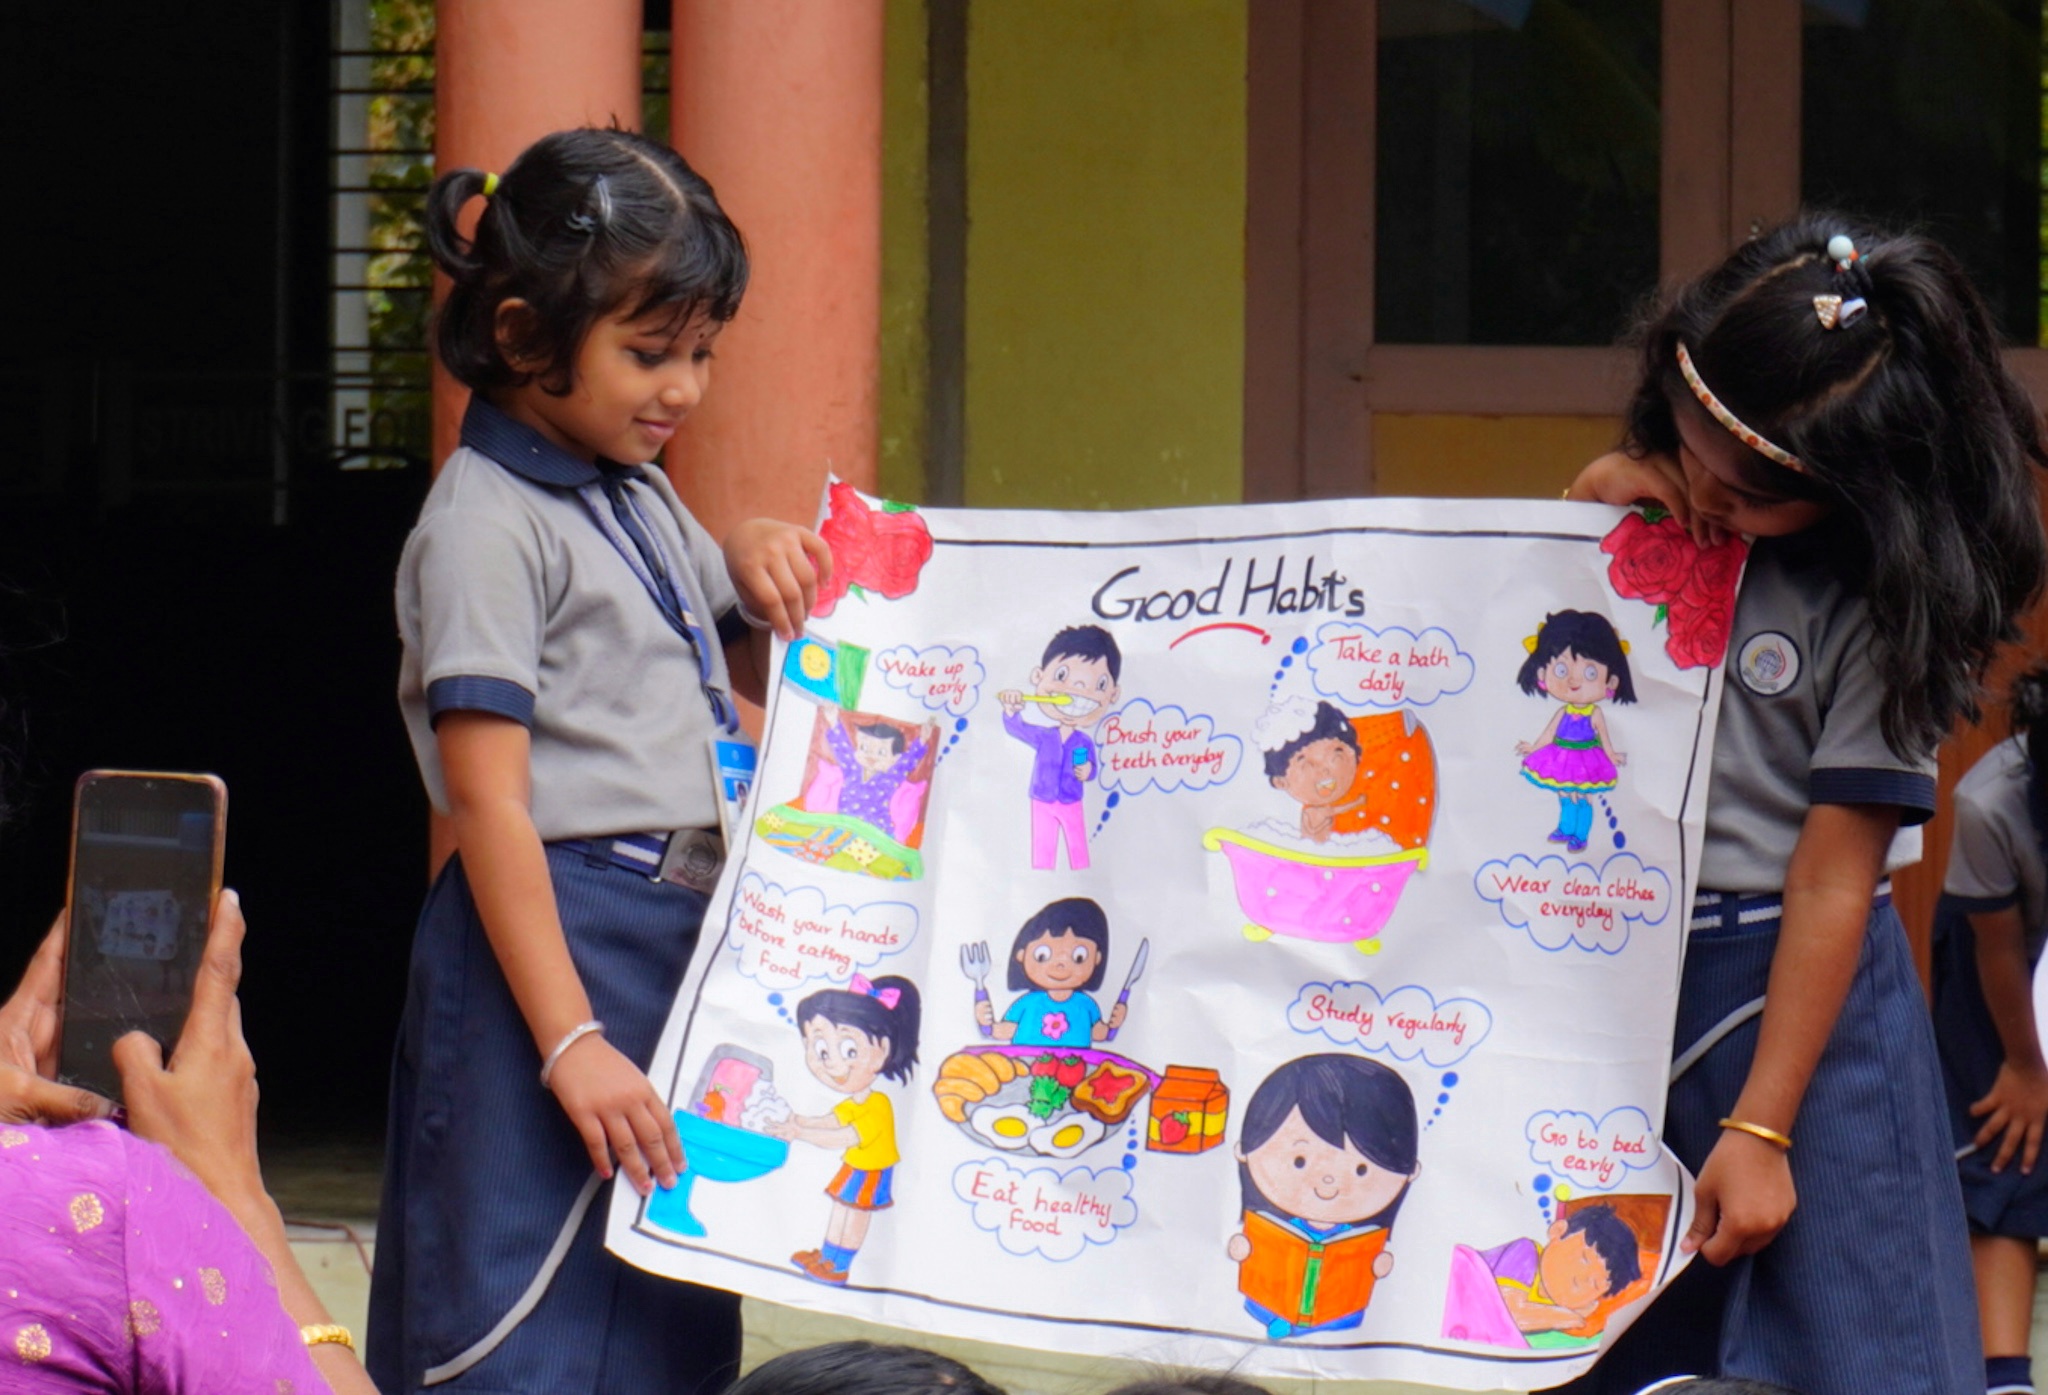 Good Habits
Wake up
early
Brush your
teeth everyday
Take a bath
daily
Wear clean clothes
everyday
Wash your hands
before eating
food
Eat healthy
food
Study regularly
Go to bed
early